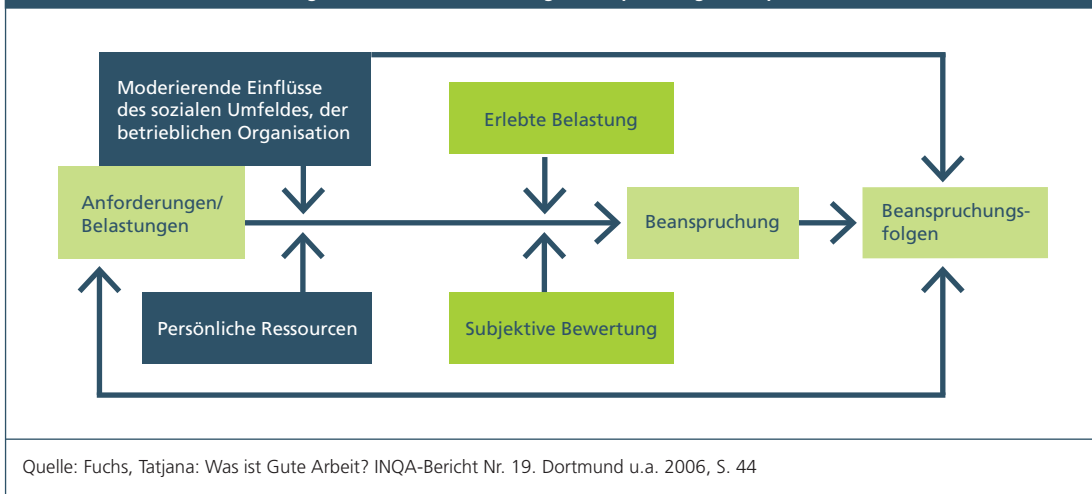 Moderierende Einflüsse
des sozialen Umfeldes, der
betrieblichen Organisation
Erlebte Belastung
Anforderungen/
Belastungen
Beanspruchung
Beanspruchungs-
folgen
Persönliche Ressourcen
Subjektive Bewertung
Quelle: Fuchs, Tatjana: Was ist Gute Arbeit? INQA-Bericht Nr. 19. Dortmund u.a. 2006, S. 44